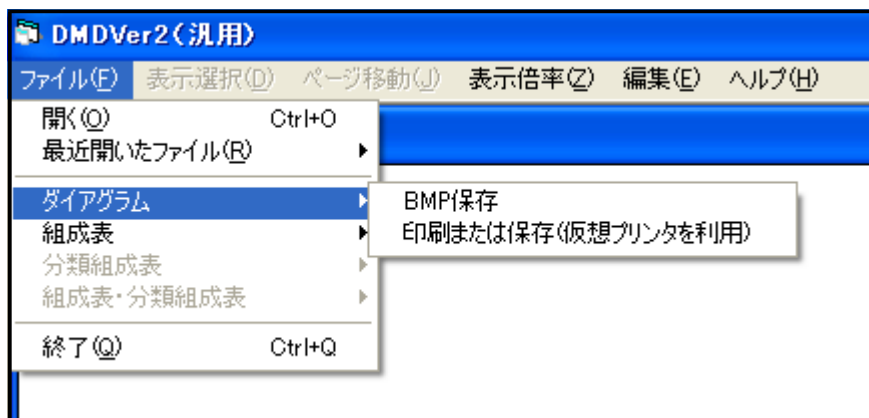 DMDVer2(汎用)
ファイル(F) 表示選択(D) ページ移動(J) 表示倍率(Z) 編集(E) ヘルプ(H)
開く(O) Ctrl+O
最近開いたファイル(R)
ダイアグラム
BMP保存
組成表
印刷または保存(仮想プリンタを利用)
分類組成表
組成表・分類組成表
終了(Q) Ctrl+Q